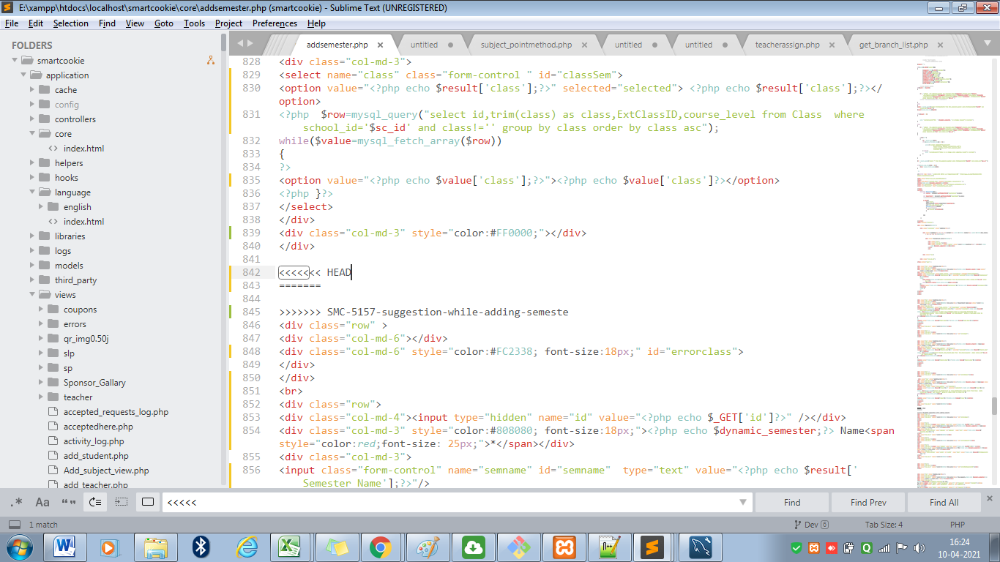 E:\xampp\htdocs\localhost\smartcookie\core\addsemester.php (smartcookie) - Sublime Text (UNREGISTERED)
File Edit Selection Find View Goto Tools Project Preferences Help
FOLDERS
smartcookie
application
cache
config
controllers
core
<> index.html
helpers
hooks
language
english
<> index.html
libraries
logs
models
third_party
views
coupons
errors
qr_img0.50j
slp
sp
Sponsor_Gallary
teacher
accepted_requests_log.php
acceptedhere.php
activity_log.php
add_student.php
Add_subject_view.php
add_teacher.php
addsemester.php × untitled subject_pointmethod.php × untitled untitled teacherassign.php × get_branch_list.php ×
828 <div class="col-md-3">
829 <select name="class" class="form-control " id="classSem">
830 <option value="<?php echo $result['class'];?>" selected="selected"> <?php echo $result['class'];?></
option>
831 <?php  $row=mysql_query("select id,trim(class) as class,ExtClassID,course_level from Class  where
school_id='$sc_id' and class!='' group by class order by class asc");
832 while($value=mysql_fetch_array($row))
833 {
834 ?>
835 <option value="<?php echo $value['class'];?>"><?php echo $value['class']?></option>
836 <?php }?>
837 </select>
838 </div>
839 <div class="col-md-3" style="color:#FF0000;"></div>
840 </div>
841
842 <<<<<<< HEAD
843 =======
844
845 >>>>>>> SMC-5157-suggestion-while-adding-semeste
846 <div class="row" >
847 <div class="col-md-6"></div>
848 <div class="col-md-6" style="color:#FC2338; font-size:18px;" id="errorclass">
849 </div>
850 </div>
851 <br>
852 <div class="row">
853 <div class="col-md-4"><input type="hidden" name="id" value="<?php echo $_GET['id']?>" /></div>
854 <div class="col-md-2" style="color:#808080; font-size:18px;"><?php echo $dynamic_semester;?> Name<span
style="color:red;font-size: 25px;">*</span></div>
855 <div class="col-md-3">
856 <input class="form-control" name="semname" id="semname"  type="text" value="<?php echo $result['
Semester_Name'];?>"/>
.* Aa “” <<<<< Find Find Prev Find All ×
1 match Dev 6 Tab Size: 4 PHP
16:24
10-04-2021